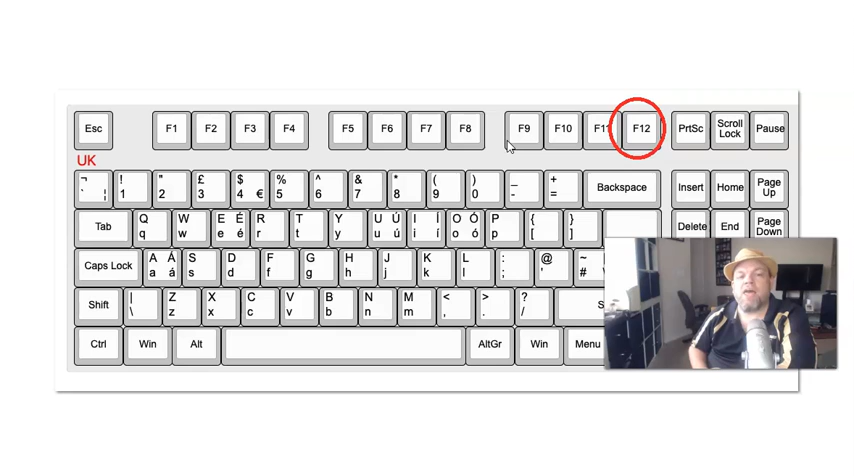 Esc F1 F2 F3 F4 F5 F6 F7 F8 F9 F10 F11 F12 PrtSc Scroll Lock Pause
UK
¬ ` ¦ ! 1 " 2 £ 3 $ 4 € % 5 ^ 6 & 7 * 8 ( 9 ) 0 _ - + = Backspace Insert Home Page Up
Tab Q q W w E É e é R r T t Y y U Ú u ú I Í i í O Ó o ó P p { [ } ] Delete End Page Down
Caps Lock A Á a á S s D d F f G g H h J j K k L l : ; @ ' ~ #
Shift | \ Z z X x C c V v B b N n M m < , > . ? / S
Ctrl Win Alt AltGr Win Menu